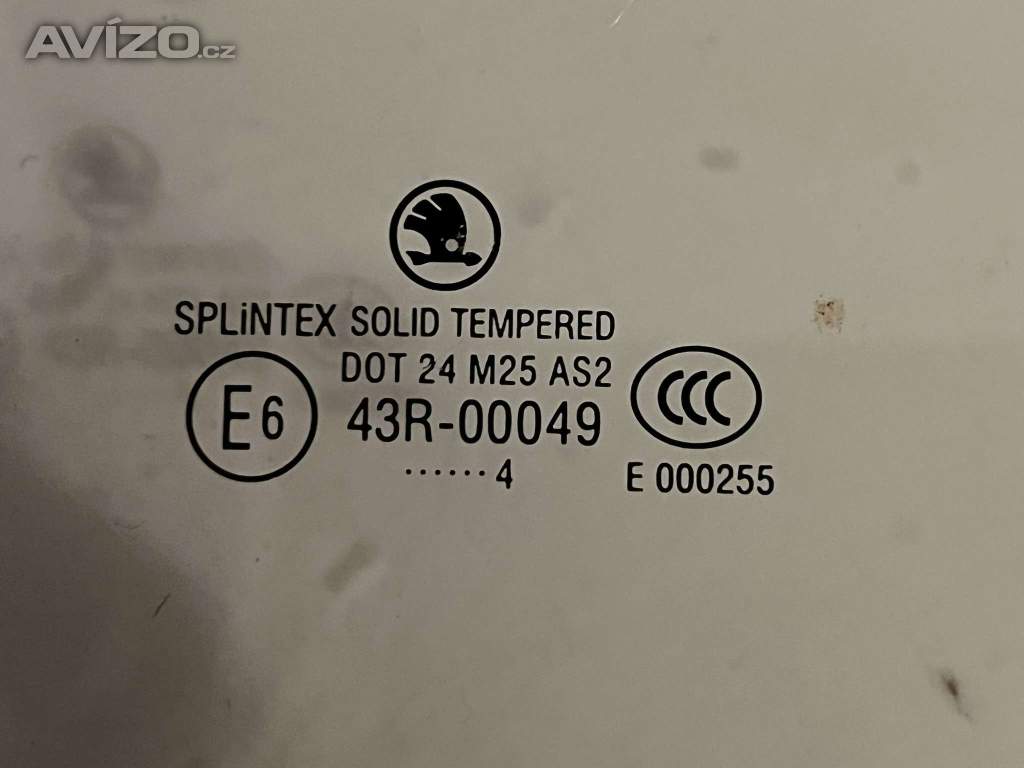 AVÍZO.cz
SPLiNTEX SOLID TEMPERED
DOT 24 M25 AS2
E6
43R-00049
CCC
......4
E 000255